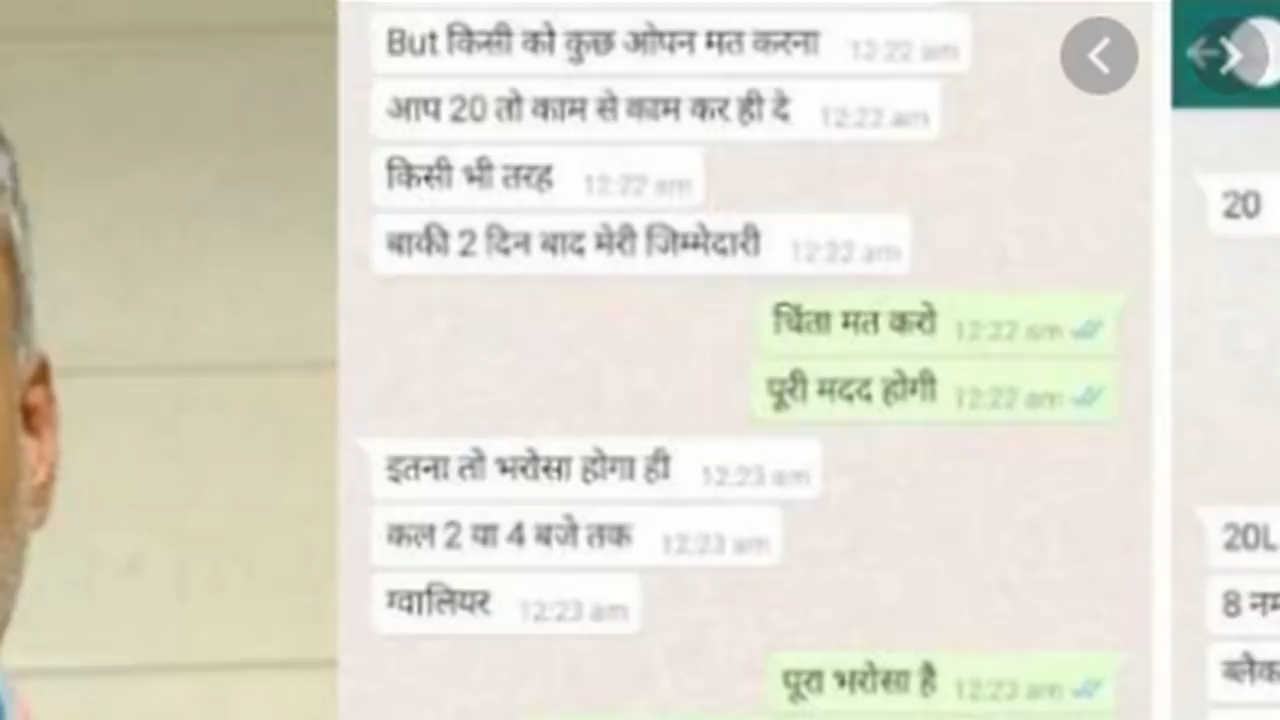 But किसी को कुछ ओपन मत करना 12:22 am
आप 20 तो काम से काम कर ही दे 12:22 am
किसी भी तरह 12:22 am
बाकी 2 दिन बाद मेरी जिम्मेदारी 12:22 am
चिंता मत करो 12:22 am
पूरी मदद होगी 12:22 am
इतना तो भरोसा होगा ही 12:23 am
कल 2 या 4 बजे तक 12:23 am
ग्वालियर 12:23 am
पूरा भरोसा है 12:23 am
20
20L
8